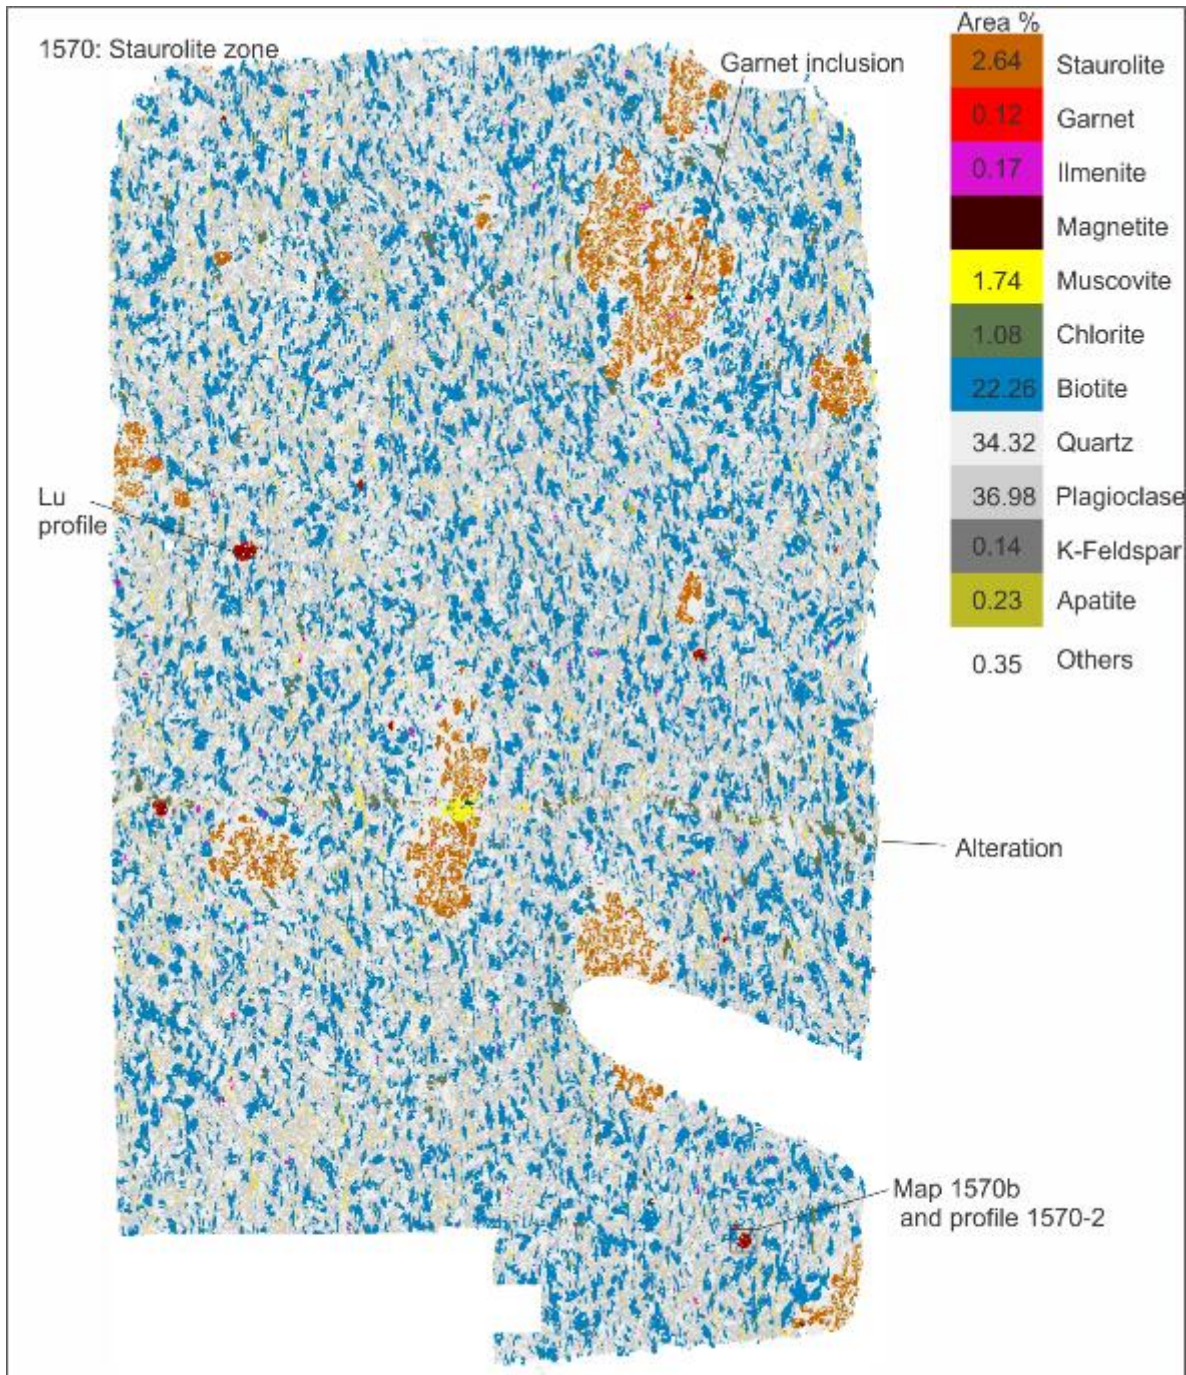 Area %
1570: Staurolite zone
Garnet inclusion
2.64 Staurolite
0.12 Garnet
0.17 Ilmenite
Magnetite
1.74 Muscovite
1.08 Chlorite
22.26 Biotite
34.32 Quartz
36.98 Plagioclase
0.14 K-Feldspar
0.23 Apatite
0.35 Others
Lu
profile
Alteration
Map 1570b
and profile 1570-2